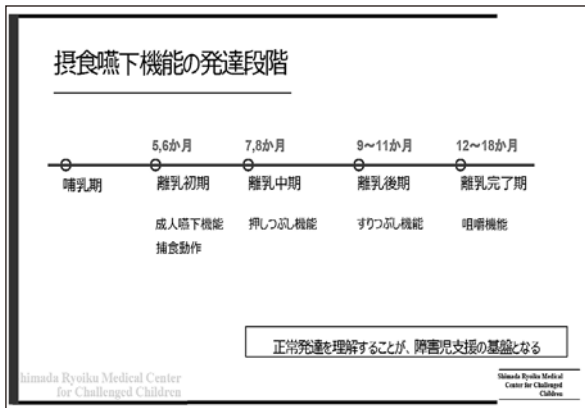 摂食嚥下機能の発達段階
5,6か月 7,8か月 9～11か月 12～18か月
哺乳期 離乳初期 離乳中期 離乳後期 離乳完了期
成人嚥下機能 押しつぶし機能 すりつぶし機能 咀嚼機能
捕食動作
正常発達を理解することが、障害児支援の基盤となる
himada Ryoiku Medical Center
for Challenged Children
Shimada Ryoiku Medical
Center for Challenged
Children